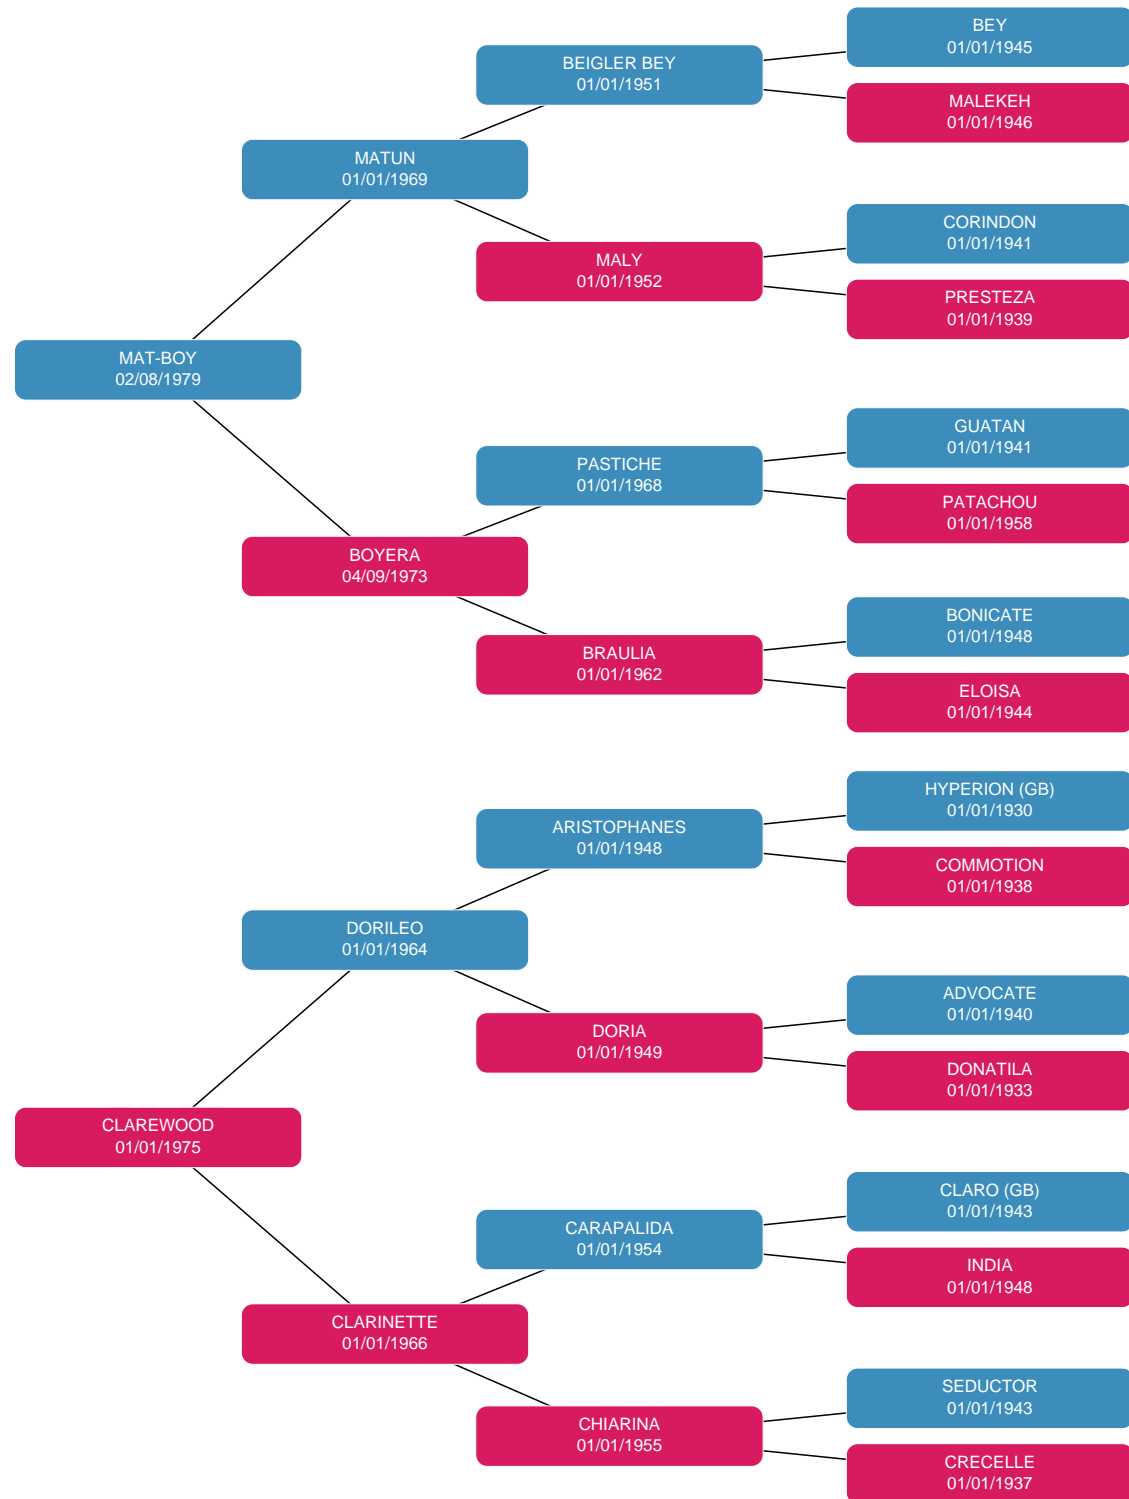 BEY
01/01/1945
BEIGLER BEY
01/01/1951
MALEKEH
01/01/1946
MATUN
01/01/1969
CORINDON
01/01/1941
MALY
01/01/1952
PRESTEZA
01/01/1939
MAT-BOY
02/08/1979
GUATAN
01/01/1941
PASTICHE
01/01/1968
PATACHOU
01/01/1958
BOYERA
04/09/1973
BONICATE
01/01/1948
BRAULIA
01/01/1962
ELOISA
01/01/1944
HYPERION (GB)
01/01/1930
ARISTOPHANES
01/01/1948
COMMOTION
01/01/1938
DORILEO
01/01/1964
ADVOCATE
01/01/1940
DORIA
01/01/1949
DONATILA
01/01/1933
CLAREWOOD
01/01/1975
CLARO (GB)
01/01/1943
CARAPALIDA
01/01/1954
INDIA
01/01/1948
CLARINETTE
01/01/1966
SEDUCTOR
01/01/1943
CHIARINA
01/01/1955
CRECELLE
01/01/1937